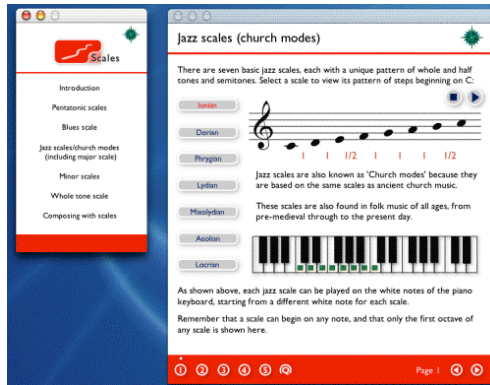 Scales
Introduction
Pentatonic scales
Blues scale
Jazz scales/church modes
(including major scale)
Minor scales
Whole tone scale
Composing with scales
Jazz scales (church modes)
There are seven basic jazz scales, each with a unique pattern of whole and half
tones and semitones. Select a scale to view its pattern of steps beginning on C:
Ionian
Dorian
Phrygian
Lydian
Mixolydian
Aeolian
Locrian
1 1 1/2 1 1 1 1/2
Jazz scales are also known as 'Church modes' because they
are based on the same scales as ancient church music.
These scales are also found in folk music of all ages, from
pre-medieval through to the present day.
As shown above, each jazz scale can be played on the white notes of the piano
keyboard, starting from a different white note for each scale.
Remember that a scale can begin on any note, and that only the first octave of
any scale is shown here.
1 2 3 4 5
Page 1